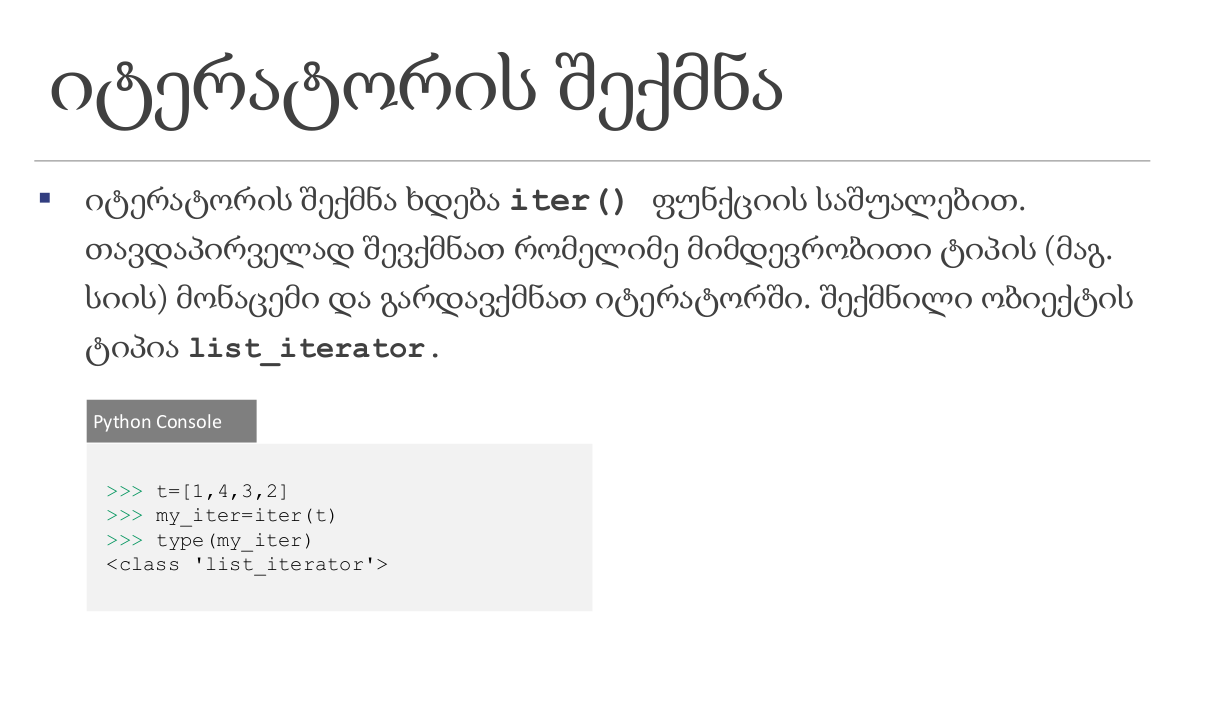 იტერატორის შექმნა
▪ იტერატორის შექმნა ხდება iter() ფუნქციის საშუალებით.
თავდაპირველად შევქმნათ რომელიმე მიმდევრობითი ტიპის (მაგ.
სიის) მონაცემი და გარდავქმნათ იტერატორში. შექმნილი ობიექტის
ტიპია list_iterator.
Python Console
>>> t=[1,4,3,2]
>>> my_iter=iter(t)
>>> type(my_iter)
<class 'list_iterator'>